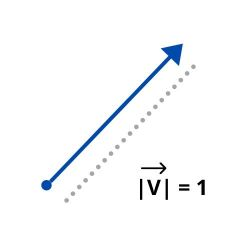 |V⃗| = 1